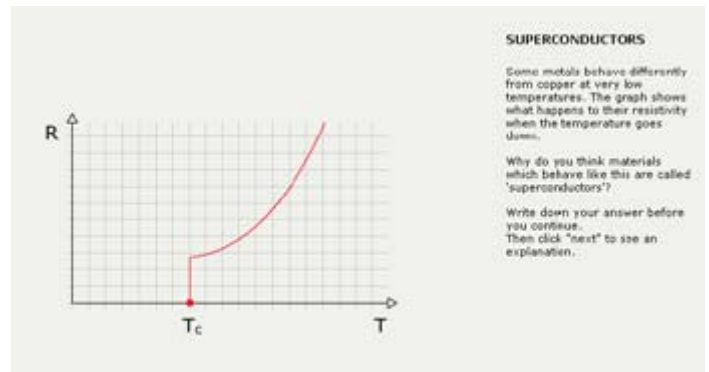 SUPERCONDUCTORS
Some metals behave differently
from copper at very low
temperatures. The graph shows
what happens to their resistivity
when the temperature goes
down.
Why do you think materials
which behave like this are called
'superconductors'?
Write down your answer before
you continue.
Then click "next" to see an
explanation.
R
Tc
T